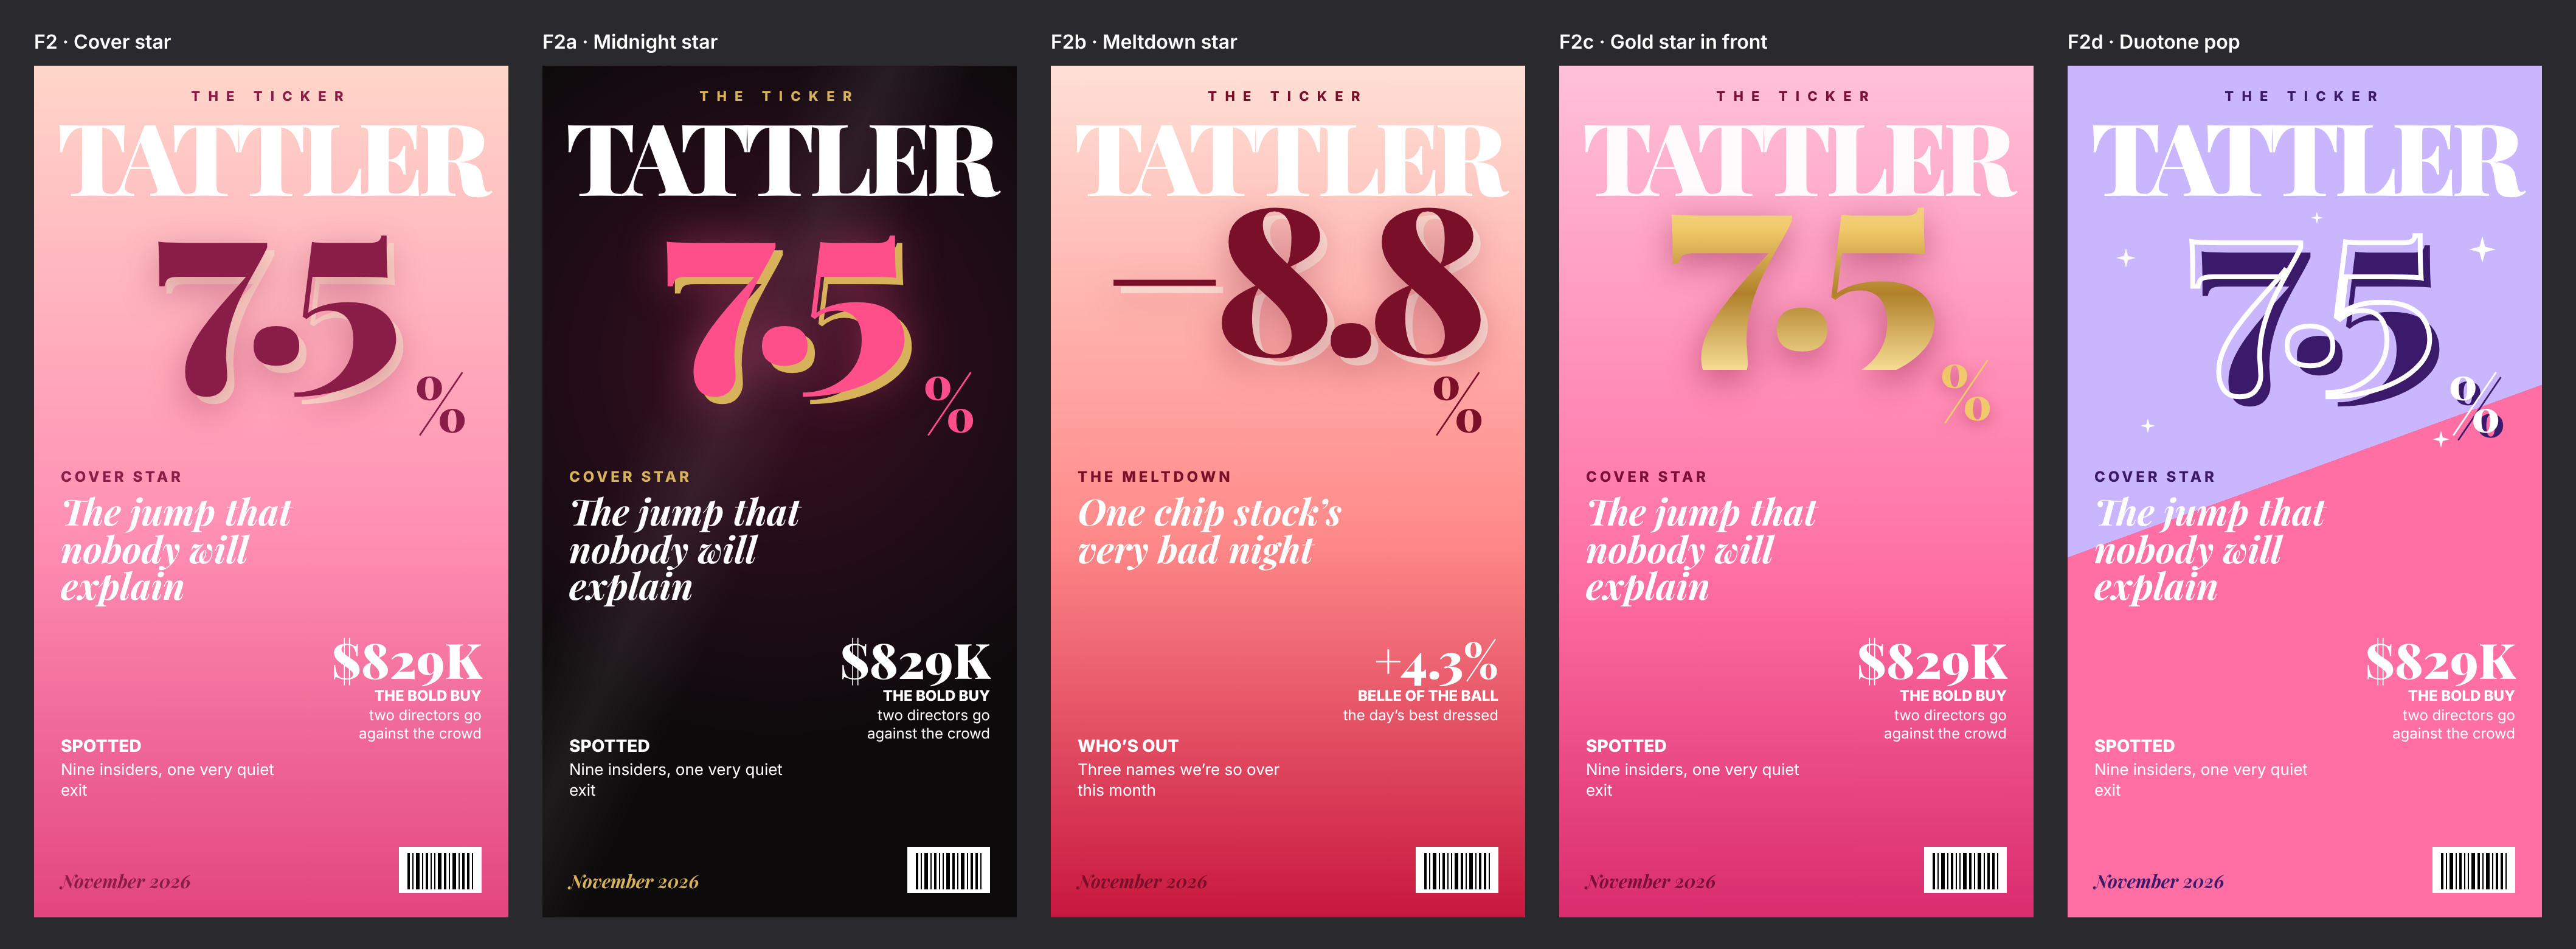 F2 · Cover star
THE TICKER
TATTLER
7.5
%
COVER STAR
The jump that
nobody will
explain
$829K
THE BOLD BUY
two directors go
against the crowd
SPOTTED
Nine insiders, one very quiet
exit
November 2026
F2a · Midnight star
THE TICKER
TATTLER
7.5
%
COVER STAR
The jump that
nobody will
explain
$829K
THE BOLD BUY
two directors go
against the crowd
SPOTTED
Nine insiders, one very quiet
exit
November 2026
F2b · Meltdown star
THE TICKER
TATTLER
–8.8
%
THE MELTDOWN
One chip stock’s
very bad night
+4.3%
BELLE OF THE BALL
the day’s best dressed
WHO’S OUT
Three names we’re so over
this month
November 2026
F2c · Gold star in front
THE TICKER
TATTLER
7.5
%
COVER STAR
The jump that
nobody will
explain
$829K
THE BOLD BUY
two directors go
against the crowd
SPOTTED
Nine insiders, one very quiet
exit
November 2026
F2d · Duotone pop
THE TICKER
TATTLER
7.5
%
COVER STAR
The jump that
nobody will
explain
$829K
THE BOLD BUY
two directors go
against the crowd
SPOTTED
Nine insiders, one very quiet
exit
November 2026